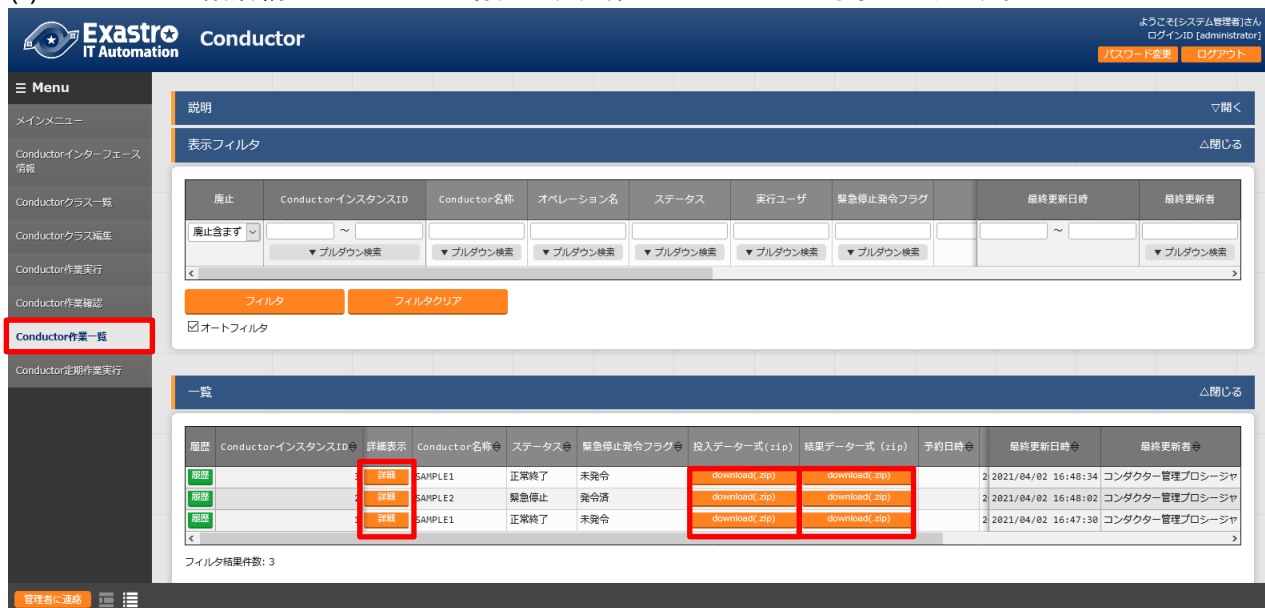 Exastro
IT Automation
Conductor
ようこそ[システム管理者]さん
ログインID [administrator]
パスワード変更
ログアウト
Menu
メインメニュー
Conductorインターフェース
情報
Conductorクラス一覧
Conductorクラス編集
Conductor作業実行
Conductor作業確認
Conductor作業一覧
Conductor定期作業実行
説明
▽開く
表示フィルタ
△閉じる
廃止 ConductorインスタンスID Conductor名称 オペレーション名 ステータス 実行ユーザ 緊急停止発令フラグ 最終更新日時 最終更新者
廃止含まず ～ ～
▼プルダウン検索 ▼プルダウン検索 ▼プルダウン検索 ▼プルダウン検索 ▼プルダウン検索 ▼プルダウン検索 ▼プルダウン検索
フィルタ フィルタクリア
オートフィルタ
一覧
△閉じる
履歴 ConductorインスタンスID 詳細表示 Conductor名称 ステータス 緊急停止発令フラグ 投入データ一式(zip) 結果データ一式 (zip) 予約日時 最終更新日時 最終更新者
履歴 3 詳細 SAMPLE1 正常終了 未発令 download(.zip) download(.zip) 2 2021/04/02 16:48:34 コンダクター管理プロシージャ
履歴 2 詳細 SAMPLE2 緊急停止 発令済 download(.zip) download(.zip) 2 2021/04/02 16:48:02 コンダクター管理プロシージャ
履歴 1 詳細 SAMPLE1 正常終了 未発令 download(.zip) download(.zip) 2 2021/04/02 16:47:30 コンダクター管理プロシージャ
フィルタ結果件数: 3
管理者に連絡